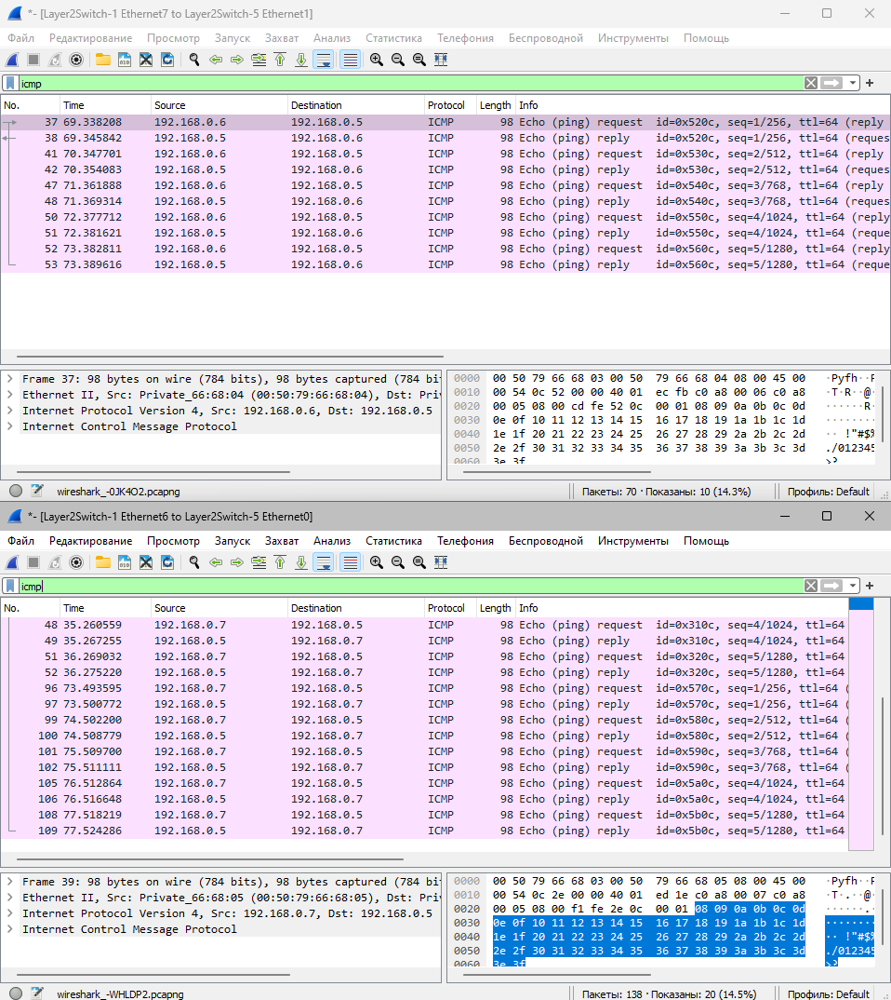 *- [Layer2Switch-1 Ethernet7 to Layer2Switch-5 Ethernet1]
Файл Редактирование Просмотр Запуск Захват Анализ Статистика Телефония Беспроводной Инструменты Помощь
icmp
No. Time Source Destination Protocol Length Info
37 69.338208 192.168.0.6 192.168.0.5 ICMP 98 Echo (ping) request id=0x520c, seq=1/256, ttl=64 (reply
38 69.345842 192.168.0.5 192.168.0.6 ICMP 98 Echo (ping) reply id=0x520c, seq=1/256, ttl=64 (reques
41 70.347701 192.168.0.6 192.168.0.5 ICMP 98 Echo (ping) request id=0x530c, seq=2/512, ttl=64 (reply
42 70.354083 192.168.0.5 192.168.0.6 ICMP 98 Echo (ping) reply id=0x530c, seq=2/512, ttl=64 (reques
47 71.361888 192.168.0.6 192.168.0.5 ICMP 98 Echo (ping) request id=0x540c, seq=3/768, ttl=64 (reply
48 71.369314 192.168.0.5 192.168.0.6 ICMP 98 Echo (ping) reply id=0x540c, seq=3/768, ttl=64 (reques
50 72.377712 192.168.0.6 192.168.0.5 ICMP 98 Echo (ping) request id=0x550c, seq=4/1024, ttl=64 (reply
51 72.381621 192.168.0.5 192.168.0.6 ICMP 98 Echo (ping) reply id=0x550c, seq=4/1024, ttl=64 (reque
52 73.382811 192.168.0.6 192.168.0.5 ICMP 98 Echo (ping) request id=0x560c, seq=5/1280, ttl=64 (reply
53 73.389616 192.168.0.5 192.168.0.6 ICMP 98 Echo (ping) reply id=0x560c, seq=5/1280, ttl=64 (reque
Frame 37: 98 bytes on wire (784 bits), 98 bytes captured (784 bi
Ethernet II, Src: Private_66:68:04 (00:50:79:66:68:04), Dst: Pri
Internet Protocol Version 4, Src: 192.168.0.6, Dst: 192.168.0.5
Internet Control Message Protocol
0000 00 50 79 66 68 03 00 50 79 66 68 04 08 00 45 00 ·Pyfh··P
0010 00 54 0c 52 00 00 40 01 ec fb c0 a8 00 06 c0 a8 ·T·R··@·
0020 00 05 08 00 cd fe 52 0c 00 01 08 09 0a 0b 0c 0d ······R·
0030 0e 0f 10 11 12 13 14 15 16 17 18 19 1a 1b 1c 1d ········
0040 1e 1f 20 21 22 23 24 25 26 27 28 29 2a 2b 2c 2d ·· !"#$%
0050 2e 2f 30 31 32 33 34 35 36 37 38 39 3a 3b 3c 3d ./012345
0060 3e 3f >?
wireshark_-0JK4O2.pcapng Пакеты: 70 · Показаны: 10 (14.3%) Профиль: Default
*- [Layer2Switch-1 Ethernet6 to Layer2Switch-5 Ethernet0]
Файл Редактирование Просмотр Запуск Захват Анализ Статистика Телефония Беспроводной Инструменты Помощь
icmp
No. Time Source Destination Protocol Length Info
48 35.260559 192.168.0.7 192.168.0.5 ICMP 98 Echo (ping) request id=0x310c, seq=4/1024, ttl=64
49 35.267255 192.168.0.5 192.168.0.7 ICMP 98 Echo (ping) reply id=0x310c, seq=4/1024, ttl=64
51 36.269032 192.168.0.7 192.168.0.5 ICMP 98 Echo (ping) request id=0x320c, seq=5/1280, ttl=64
52 36.275220 192.168.0.5 192.168.0.7 ICMP 98 Echo (ping) reply id=0x320c, seq=5/1280, ttl=64
96 73.493595 192.168.0.7 192.168.0.5 ICMP 98 Echo (ping) request id=0x570c, seq=1/256, ttl=64 (
97 73.500772 192.168.0.5 192.168.0.7 ICMP 98 Echo (ping) reply id=0x570c, seq=1/256, ttl=64 (
99 74.502200 192.168.0.7 192.168.0.5 ICMP 98 Echo (ping) request id=0x580c, seq=2/512, ttl=64 (
100 74.508779 192.168.0.5 192.168.0.7 ICMP 98 Echo (ping) reply id=0x580c, seq=2/512, ttl=64 (
101 75.509700 192.168.0.7 192.168.0.5 ICMP 98 Echo (ping) request id=0x590c, seq=3/768, ttl=64 (
102 75.511111 192.168.0.5 192.168.0.7 ICMP 98 Echo (ping) reply id=0x590c, seq=3/768, ttl=64 (
105 76.512864 192.168.0.7 192.168.0.5 ICMP 98 Echo (ping) request id=0x5a0c, seq=4/1024, ttl=64
106 76.516648 192.168.0.5 192.168.0.7 ICMP 98 Echo (ping) reply id=0x5a0c, seq=4/1024, ttl=64
108 77.518219 192.168.0.7 192.168.0.5 ICMP 98 Echo (ping) request id=0x5b0c, seq=5/1280, ttl=64
109 77.524286 192.168.0.5 192.168.0.7 ICMP 98 Echo (ping) reply id=0x5b0c, seq=5/1280, ttl=64
Frame 39: 98 bytes on wire (784 bits), 98 bytes captured (784 bi
Ethernet II, Src: Private_66:68:05 (00:50:79:66:68:05), Dst: Pri
Internet Protocol Version 4, Src: 192.168.0.7, Dst: 192.168.0.5
Internet Control Message Protocol
0000 00 50 79 66 68 03 00 50 79 66 68 05 08 00 45 00 ·Pyfh··P
0010 00 54 0c 2e 00 00 40 01 ed 1e c0 a8 00 07 c0 a8 ·T·.··@·
0020 00 05 08 00 f1 fe 2e 0c 00 01 08 09 0a 0b 0c 0d ······.·
0030 0e 0f 10 11 12 13 14 15 16 17 18 19 1a 1b 1c 1d ········
0040 1e 1f 20 21 22 23 24 25 26 27 28 29 2a 2b 2c 2d ·· !"#$%
0050 2e 2f 30 31 32 33 34 35 36 37 38 39 3a 3b 3c 3d ./012345
0060 3e 3f >?
wireshark_-WHLDP2.pcapng Пакеты: 138 · Показаны: 20 (14.5%) Профиль: Default